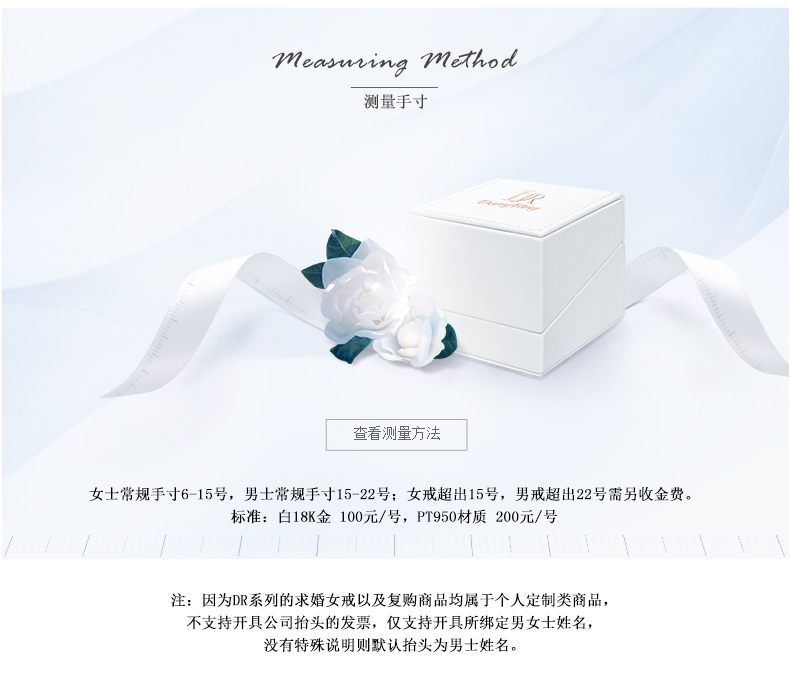 Measuring Method
测量手寸
DR
Darry Ring
查看测量方法
女士常规手寸6-15号，男士常规手寸15-22号；女戒超出15号，男戒超出22号需另收金费。
标准：白18K金 100元/号，PT950材质 200元/号
注：因为DR系列的求婚女戒以及复购商品均属于个人定制类商品，
不支持开具公司抬头的发票，仅支持开具所绑定男女士姓名，
没有特殊说明则默认抬头为男士姓名。